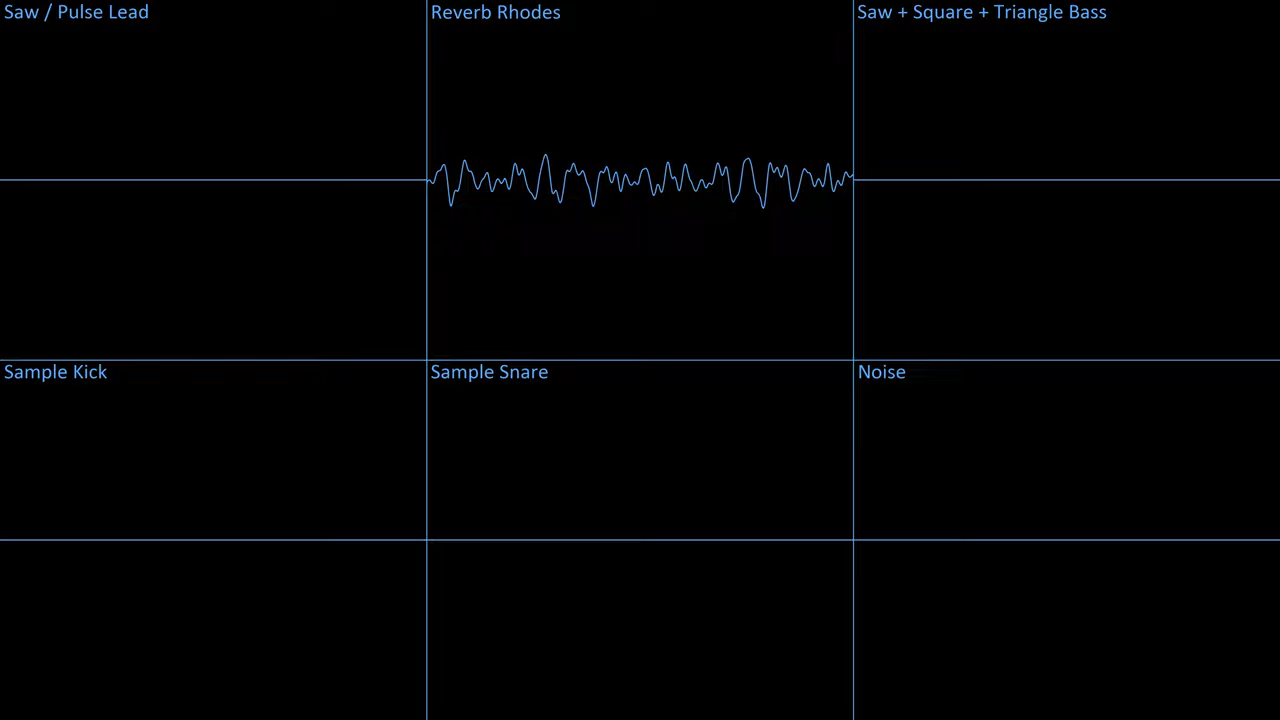 Saw / Pulse Lead
Reverb Rhodes
Saw + Square + Triangle Bass
Sample Kick
Sample Snare
Noise